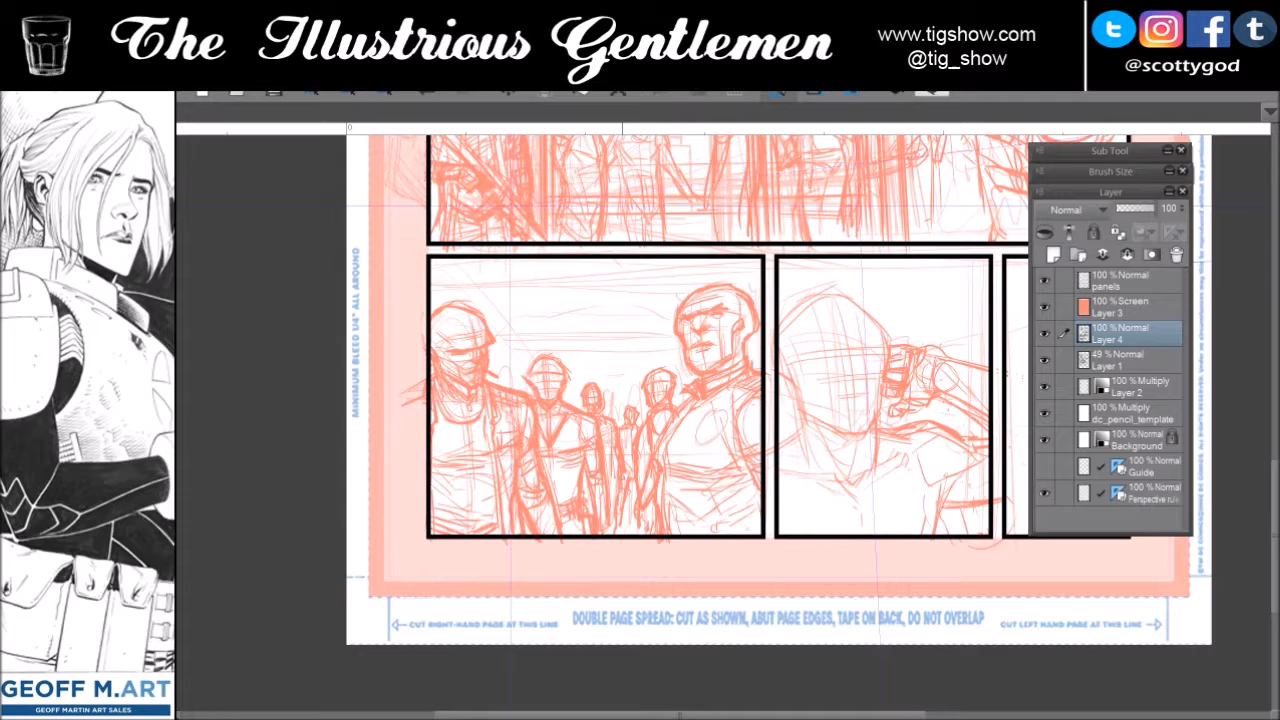 The Illustrious Gentlemen
www.tigshow.com
@tig_show
@scottygod
0
Sub Tool
Brush Size
Layer
Normal 100
100 %Normal
panels
100 %Screen
Layer 3
100 %Normal
Layer 4
49 %Normal
Layer 1
100 %Multiply
Layer 2
100 %Multiply
dc_pencil_template
100 %Normal
Background
100 %Normal
Guide
100 %Normal
Perspective rul
MINIMUM BLEED 1/4" ALL AROUND
DOUBLE PAGE SPREAD: CUT AS SHOWN, ABUT PAGE EDGES, TAPE ON BACK, DO NOT OVERLAP
CUT RIGHT-HAND PAGE AT THIS LINE
CUT LEFT HAND PAGE AT THIS LINE
GEOFF M.ART
GEOFF MARTIN ART SALES